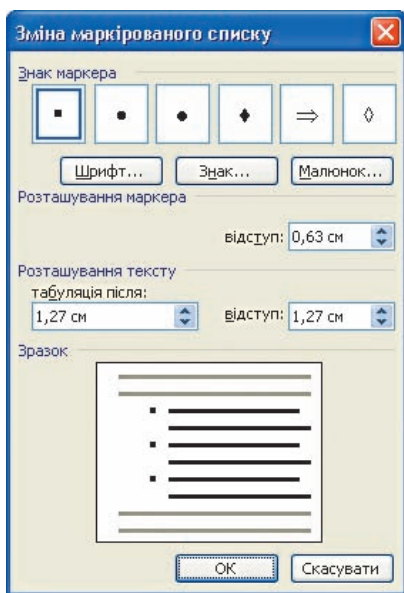 Зміна маркірованого списку
Знак маркера
Шрифт... Знак... Малюнок...
Розташування маркера
відступ: 0,63 см
Розташування тексту
табуляція після:
1,27 см відступ: 1,27 см
Зразок
ОК Скасувати